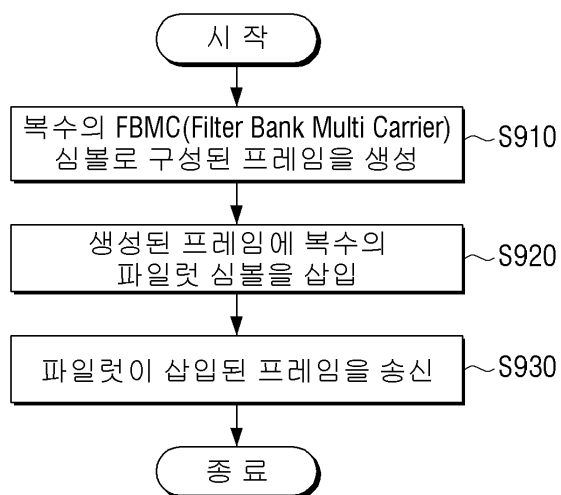 시 작
복수의 FBMC(Filter Bank Multi Carrier)
심볼로 구성된 프레임을 생성
S910
생성된 프레임에 복수의
파일럿 심볼을 삽입
S920
파일럿이 삽입된 프레임을 송신
S930
종 료